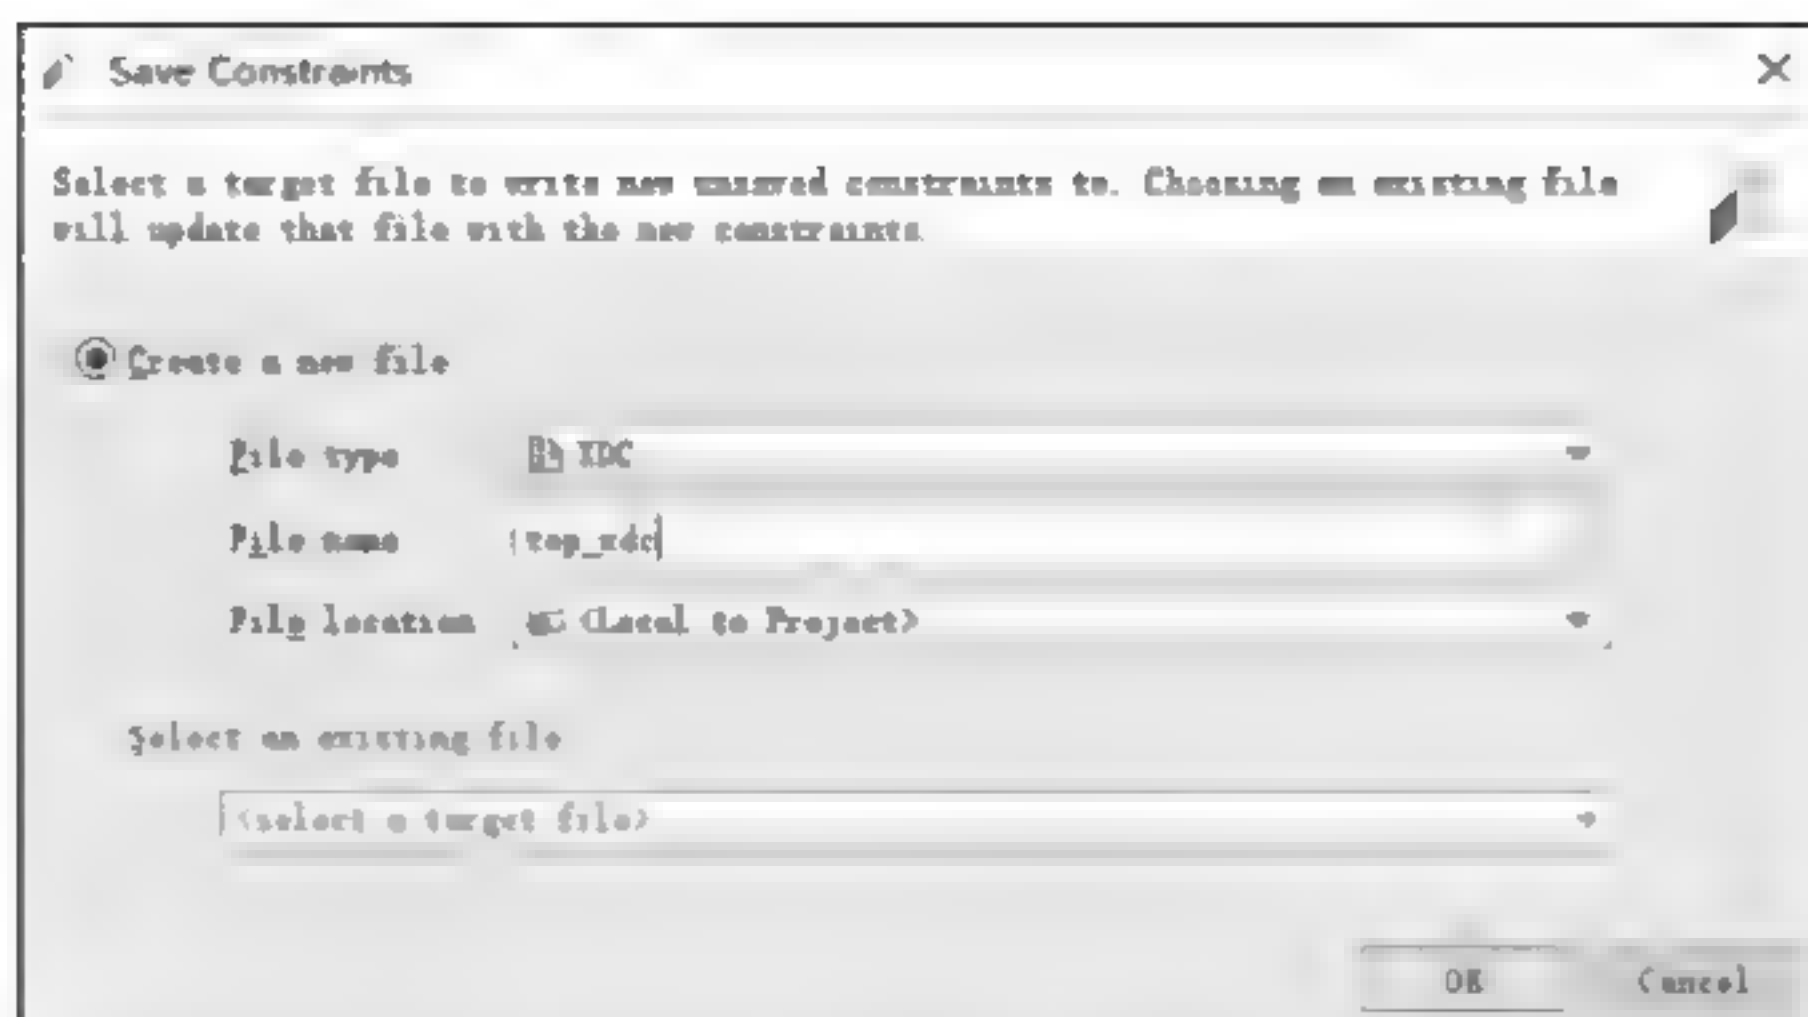 Save Constraints
Select a target file to write new unsaved constraints to. Choosing an existing file
will update that file with the new constraints.
Create a new file
File type XDC
File name top_xdc
File location <Local to Project>
Select an existing file
<select a target file>
OK Cancel